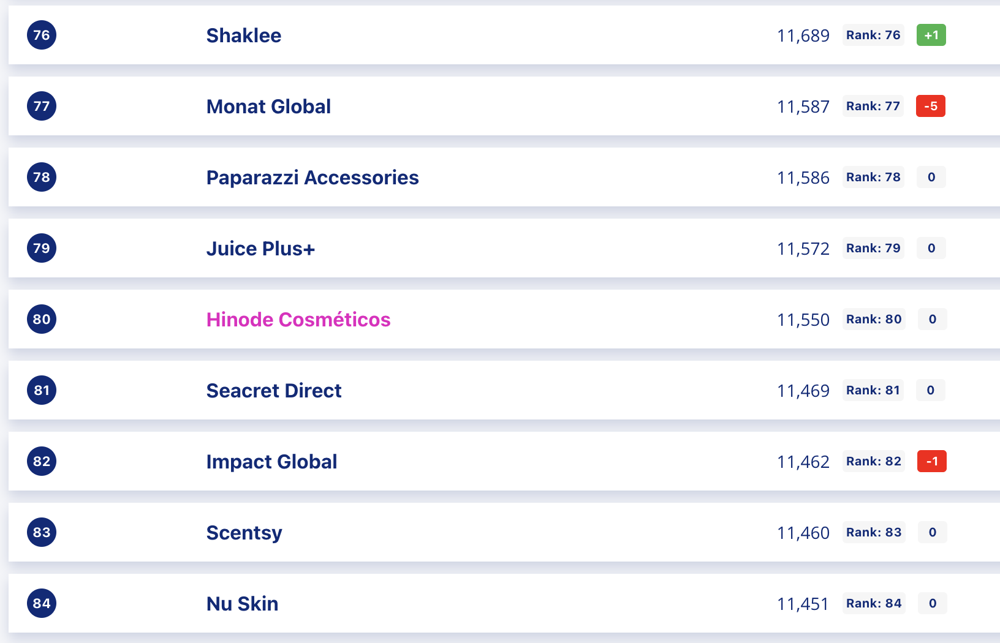 76 Shaklee 11,689 Rank: 76 +1
77 Monat Global 11,587 Rank: 77 -5
78 Paparazzi Accessories 11,586 Rank: 78 0
79 Juice Plus+ 11,572 Rank: 79 0
80 Hinode Cosméticos 11,550 Rank: 80 0
81 Seacret Direct 11,469 Rank: 81 0
82 Impact Global 11,462 Rank: 82 -1
83 Scentsy 11,460 Rank: 83 0
84 Nu Skin 11,451 Rank: 84 0